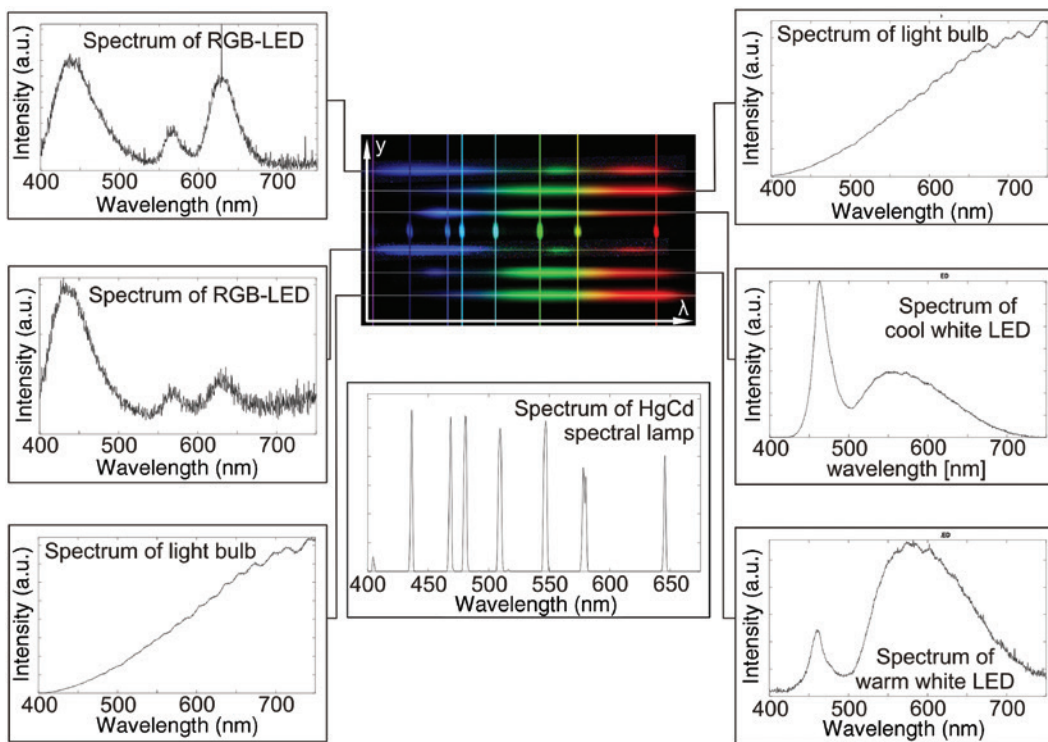 Spectrum of RGB-LED
Intensity (a.u.)
400 500 600 700
Wavelength (nm)
Spectrum of light bulb
Intensity (a.u.)
400 500 600 700
Wavelength (nm)
y
λ
Spectrum of RGB-LED
Intensity (a.u.)
400 500 600 700
Wavelength (nm)
ED
Spectrum of
cool white LED
Intensity (a.u.)
400 500 600 700
wavelength [nm]
Spectrum of HgCd
spectral lamp
Intensity (a.u.)
400 450 500 550 600 650
Wavelength (nm)
Spectrum of light bulb
Intensity (a.u.)
400 500 600 700
Wavelength (nm)
ED
Intensity (a.u.)
Spectrum of
warm white LED
400 500 600 700
Wavelength (nm)